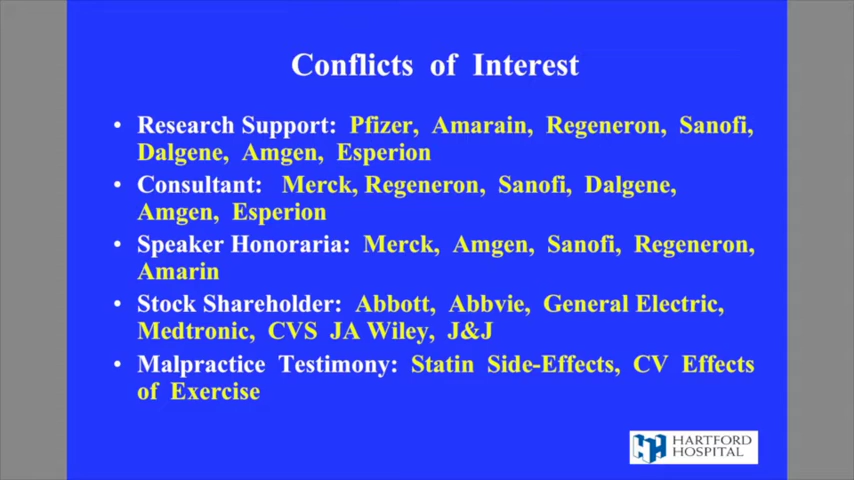 Conflicts of Interest
• Research Support: Pfizer, Amarain, Regeneron, Sanofi,
Dalgene, Amgen, Esperion
• Consultant: Merck, Regeneron, Sanofi, Dalgene,
Amgen, Esperion
• Speaker Honoraria: Merck, Amgen, Sanofi, Regeneron,
Amarin
• Stock Shareholder: Abbott, Abbvie, General Electric,
Medtronic, CVS JA Wiley, J&J
• Malpractice Testimony: Statin Side-Effects, CV Effects
of Exercise
HARTFORD
HOSPITAL